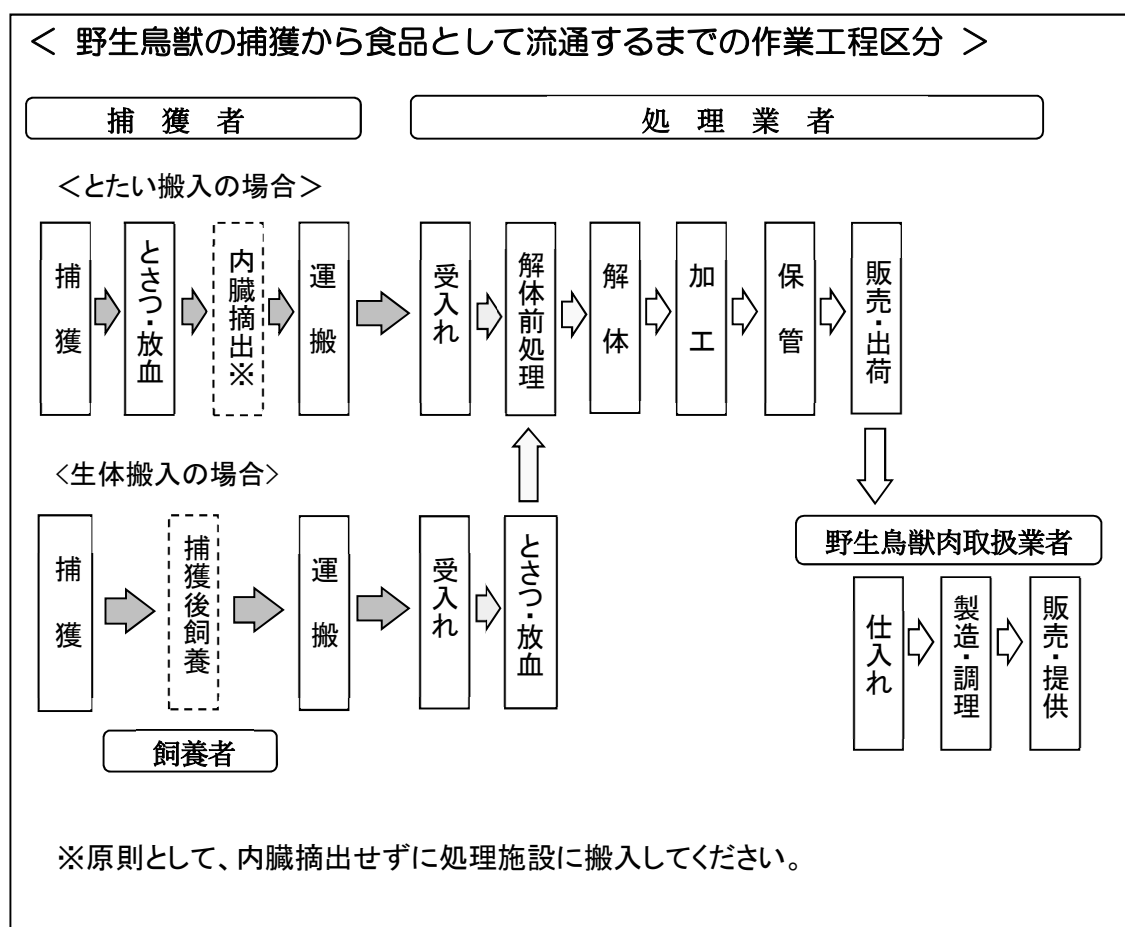 ＜ 野生鳥獣の捕獲から食品として流通するまでの作業工程区分 ＞
捕 獲 者
処 理 業 者
＜とたい搬入の場合＞
捕獲
とさつ・放血
内臓摘出※
運搬
受入れ
解体前処理
解体
加工
保管
販売・出荷
<生体搬入の場合>
捕獲
捕獲後飼養
運搬
受入れ
とさつ・放血
飼養者
野生鳥獣肉取扱業者
仕入れ
製造・調理
販売・提供
※原則として、内臓摘出せずに処理施設に搬入してください。